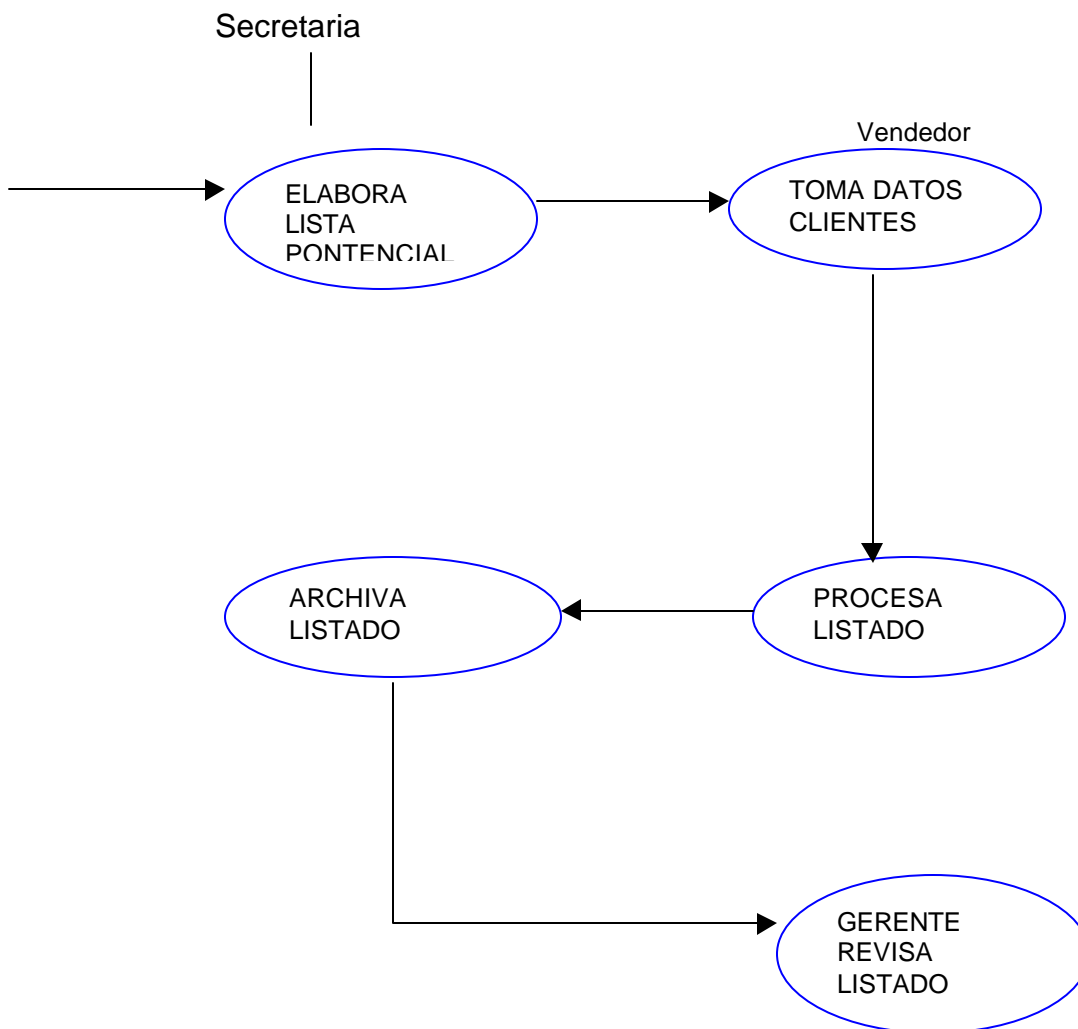 Secretaria
Vendedor
ELABORA
LISTA
PONTENCIAL
TOMA DATOS
CLIENTES
ARCHIVA
LISTADO
PROCESA
LISTADO
GERENTE
REVISA
LISTADO